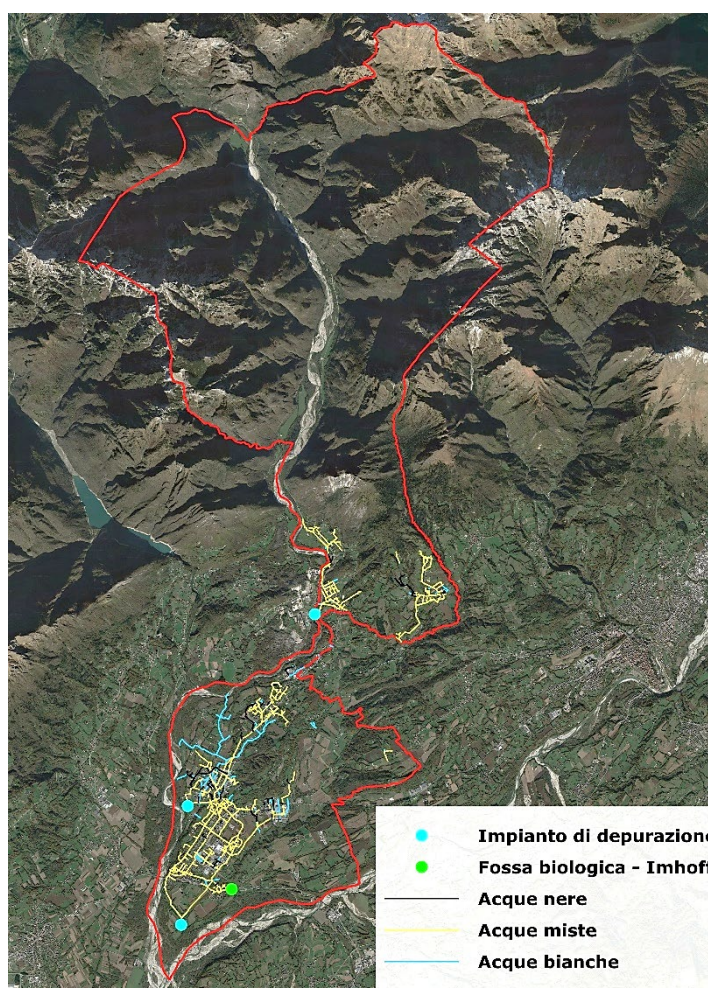 Impianto di depurazione
Fossa biologica - Imhoff
Acque nere
Acque miste
Acque bianche